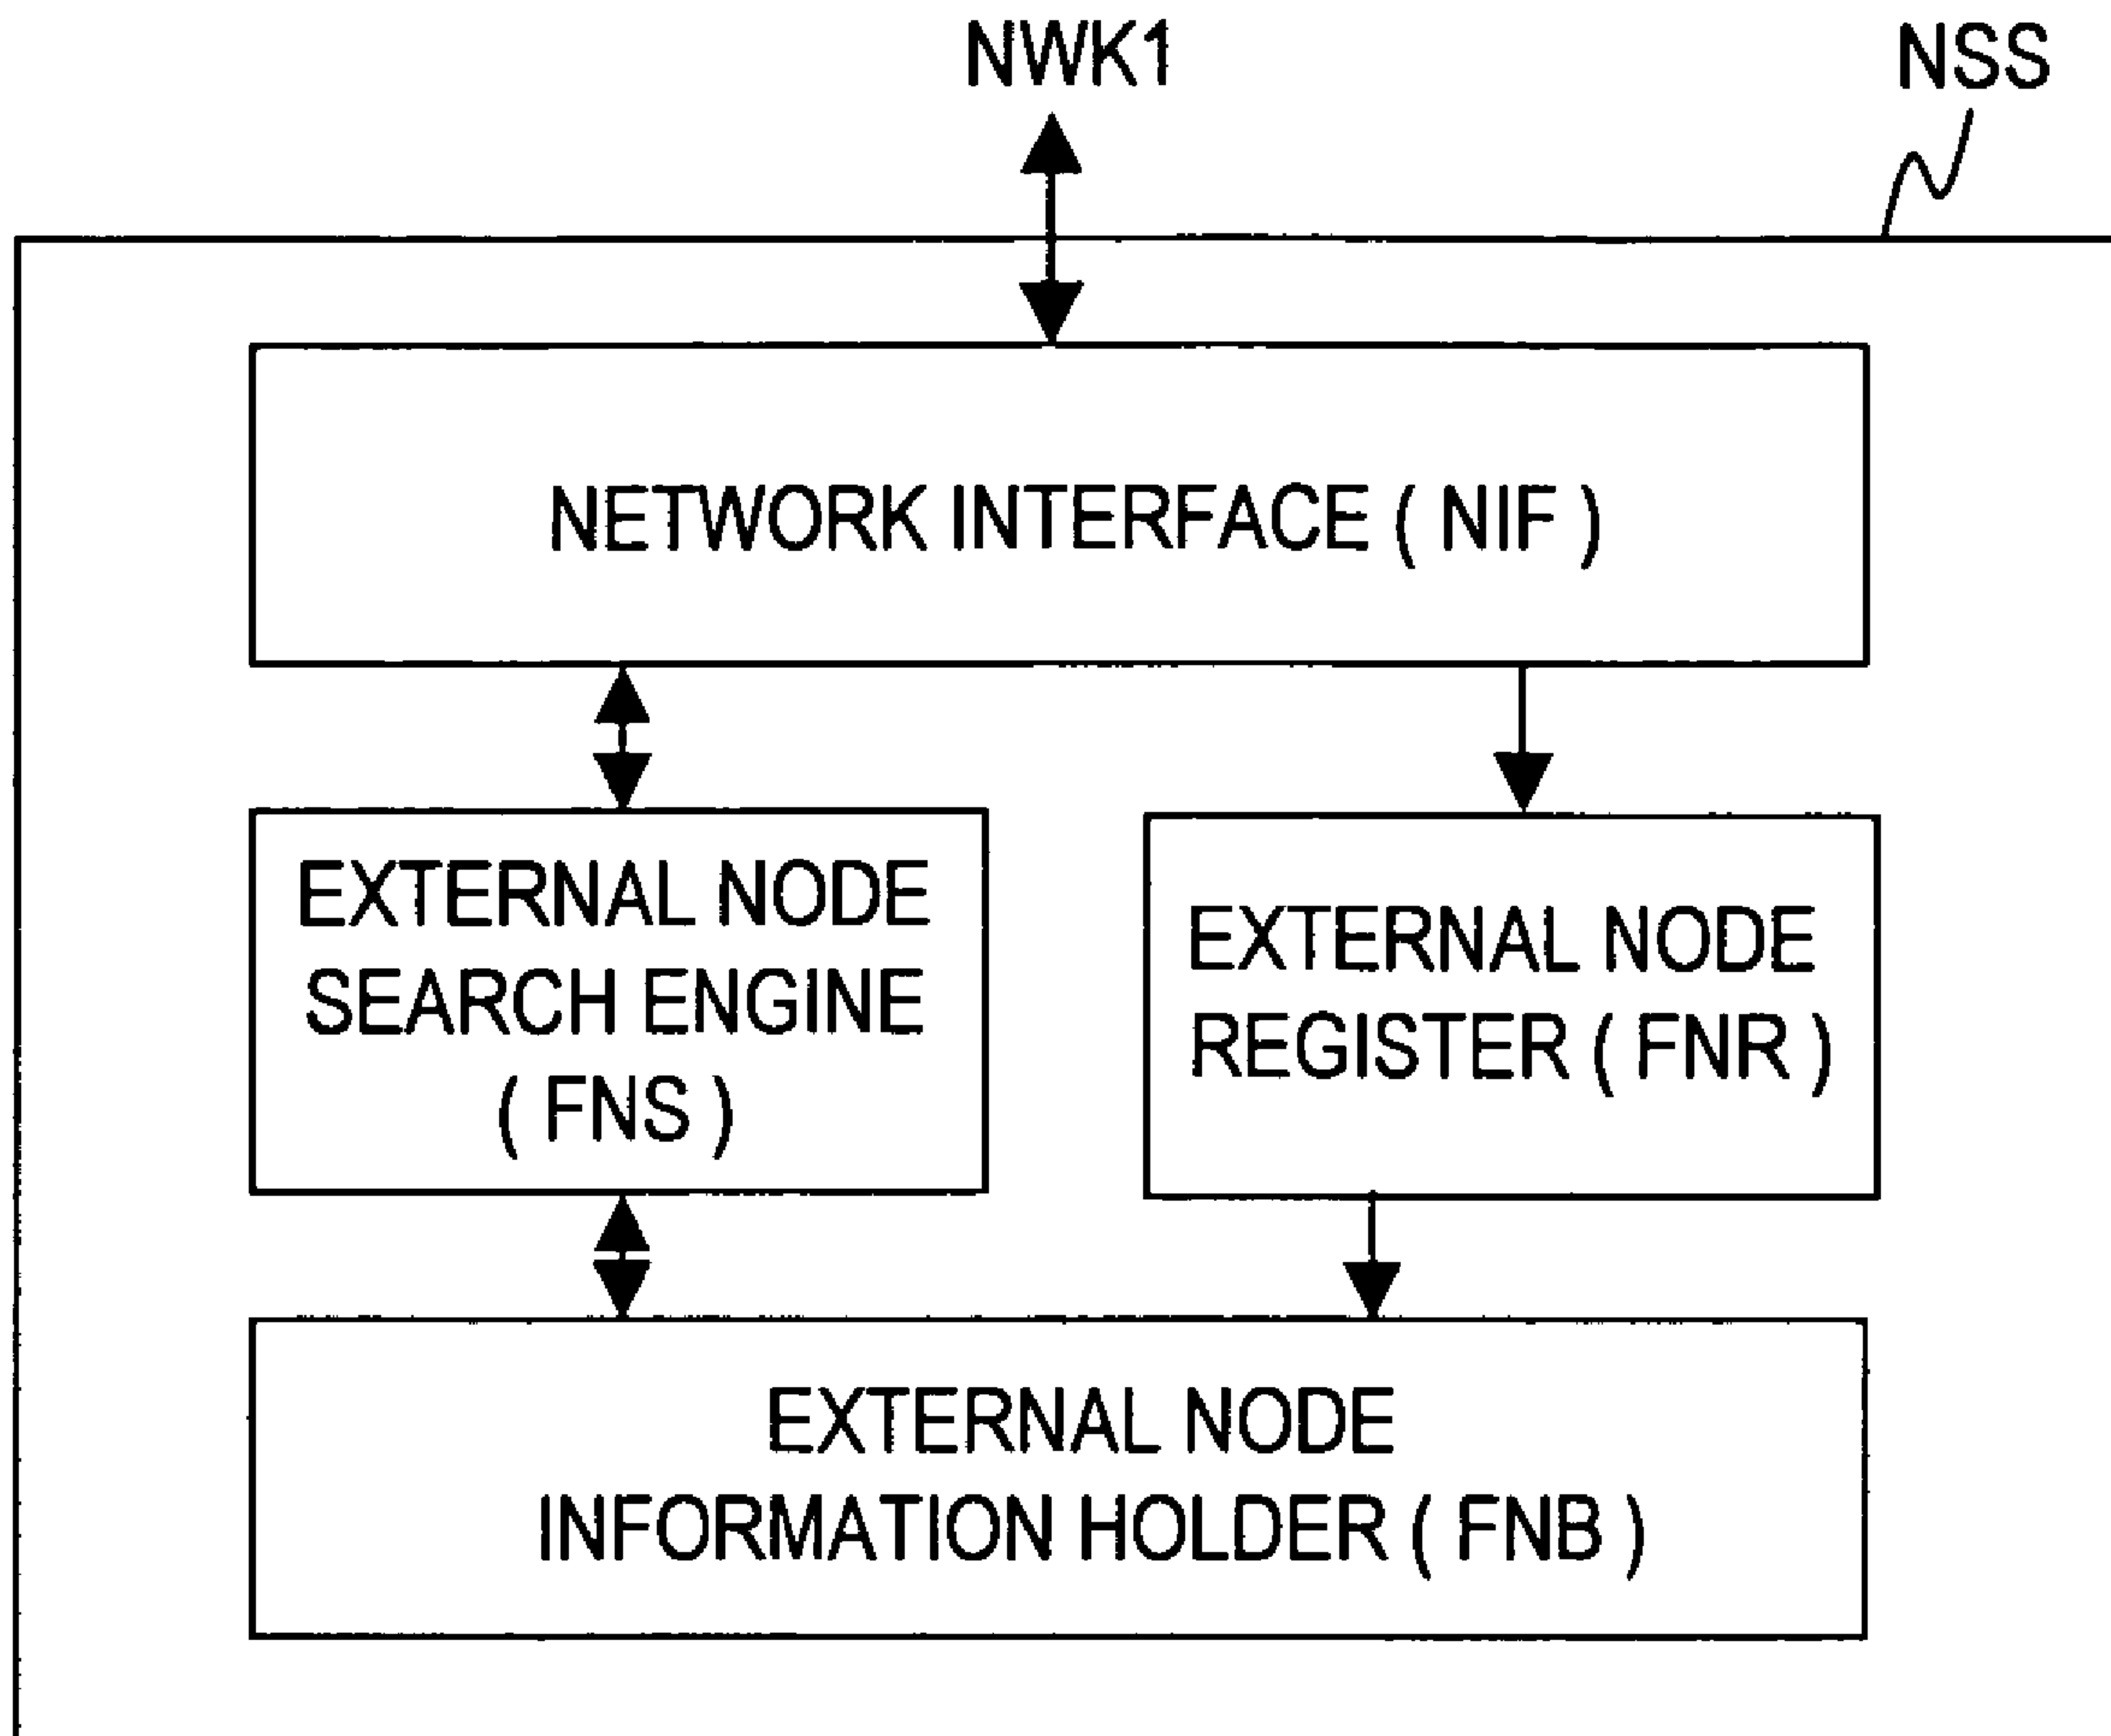 NWK1
NSS
NETWORK INTERFACE ( NIF )
EXTERNAL NODE
SEARCH ENGINE
( FNS )
EXTERNAL NODE
REGISTER ( FNR )
EXTERNAL NODE
INFORMATION HOLDER ( FNB )